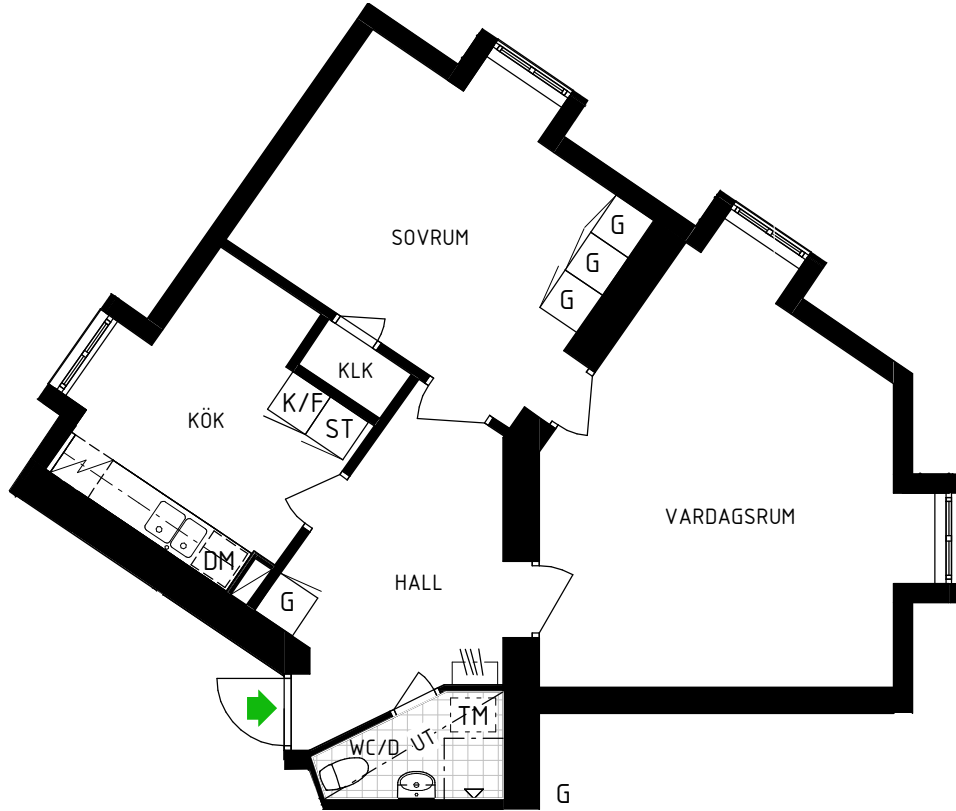 SOVRUM
G
G
G
KLK
K/F
ST
KÖK
VARDAGSRUM
DM
HALL
G
TM
WC/D
UT
G